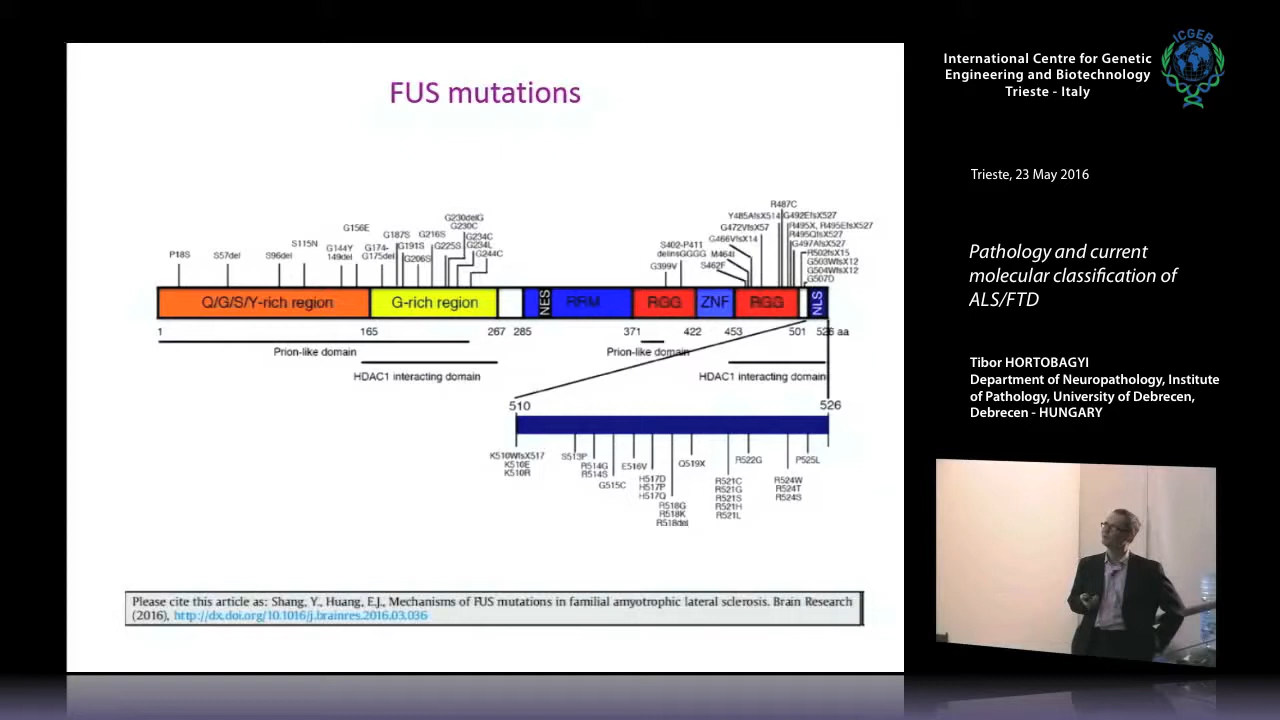 FUS mutations
R487C
G230delG
Y485AfsX514
G492EfsX527
G156E
G230C
G472VfsX57
R495X, R495EfsX527
G187S
G216S
G234C
G466VfsX14
R495QfsX527
S115N
S402-P411
G497AfsX527
P18S
S57del
S96del
G144Y
149del
G174-
G175del
G191S
G225S
G234L
G244C
G206S
delinsGGGG
G399V
M464I
S462F
R502fsX15
G503WfsX12
G504WfsX12
G507D
Q/G/S/Y-rich region
G-rich region
NES
RRM
RGG
ZNF
RGG
NLS
1
165
267
285
371
422
453
501
526 aa
Prion-like domain
Prion-like domain
HDAC1 interacting domain
HDAC1 interacting domain
510
526
K510WfsX517
K510E
K510R
S513P
R514G
R514S
G515C
E516V
H517D
H517P
H517Q
R518G
R518K
R518del
Q519X
R521C
R521G
R521S
R521H
R521L
R522G
R524W
R524T
R524S
P525L
Please cite this article as: Shang, Y., Huang, E.J., Mechanisms of FUS mutations in familial amyotrophic lateral sclerosis. Brain Research
(2016), http://dx.doi.org/10.1016/j.brainres.2016.03.036
International Centre for Genetic
Engineering and Biotechnology
Trieste - Italy
ICGEB
Trieste, 23 May 2016
Pathology and current
molecular classification of
ALS/FTD
Tibor HORTOBAGYI
Department of Neuropathology, Institute
of Pathology, University of Debrecen,
Debrecen - HUNGARY